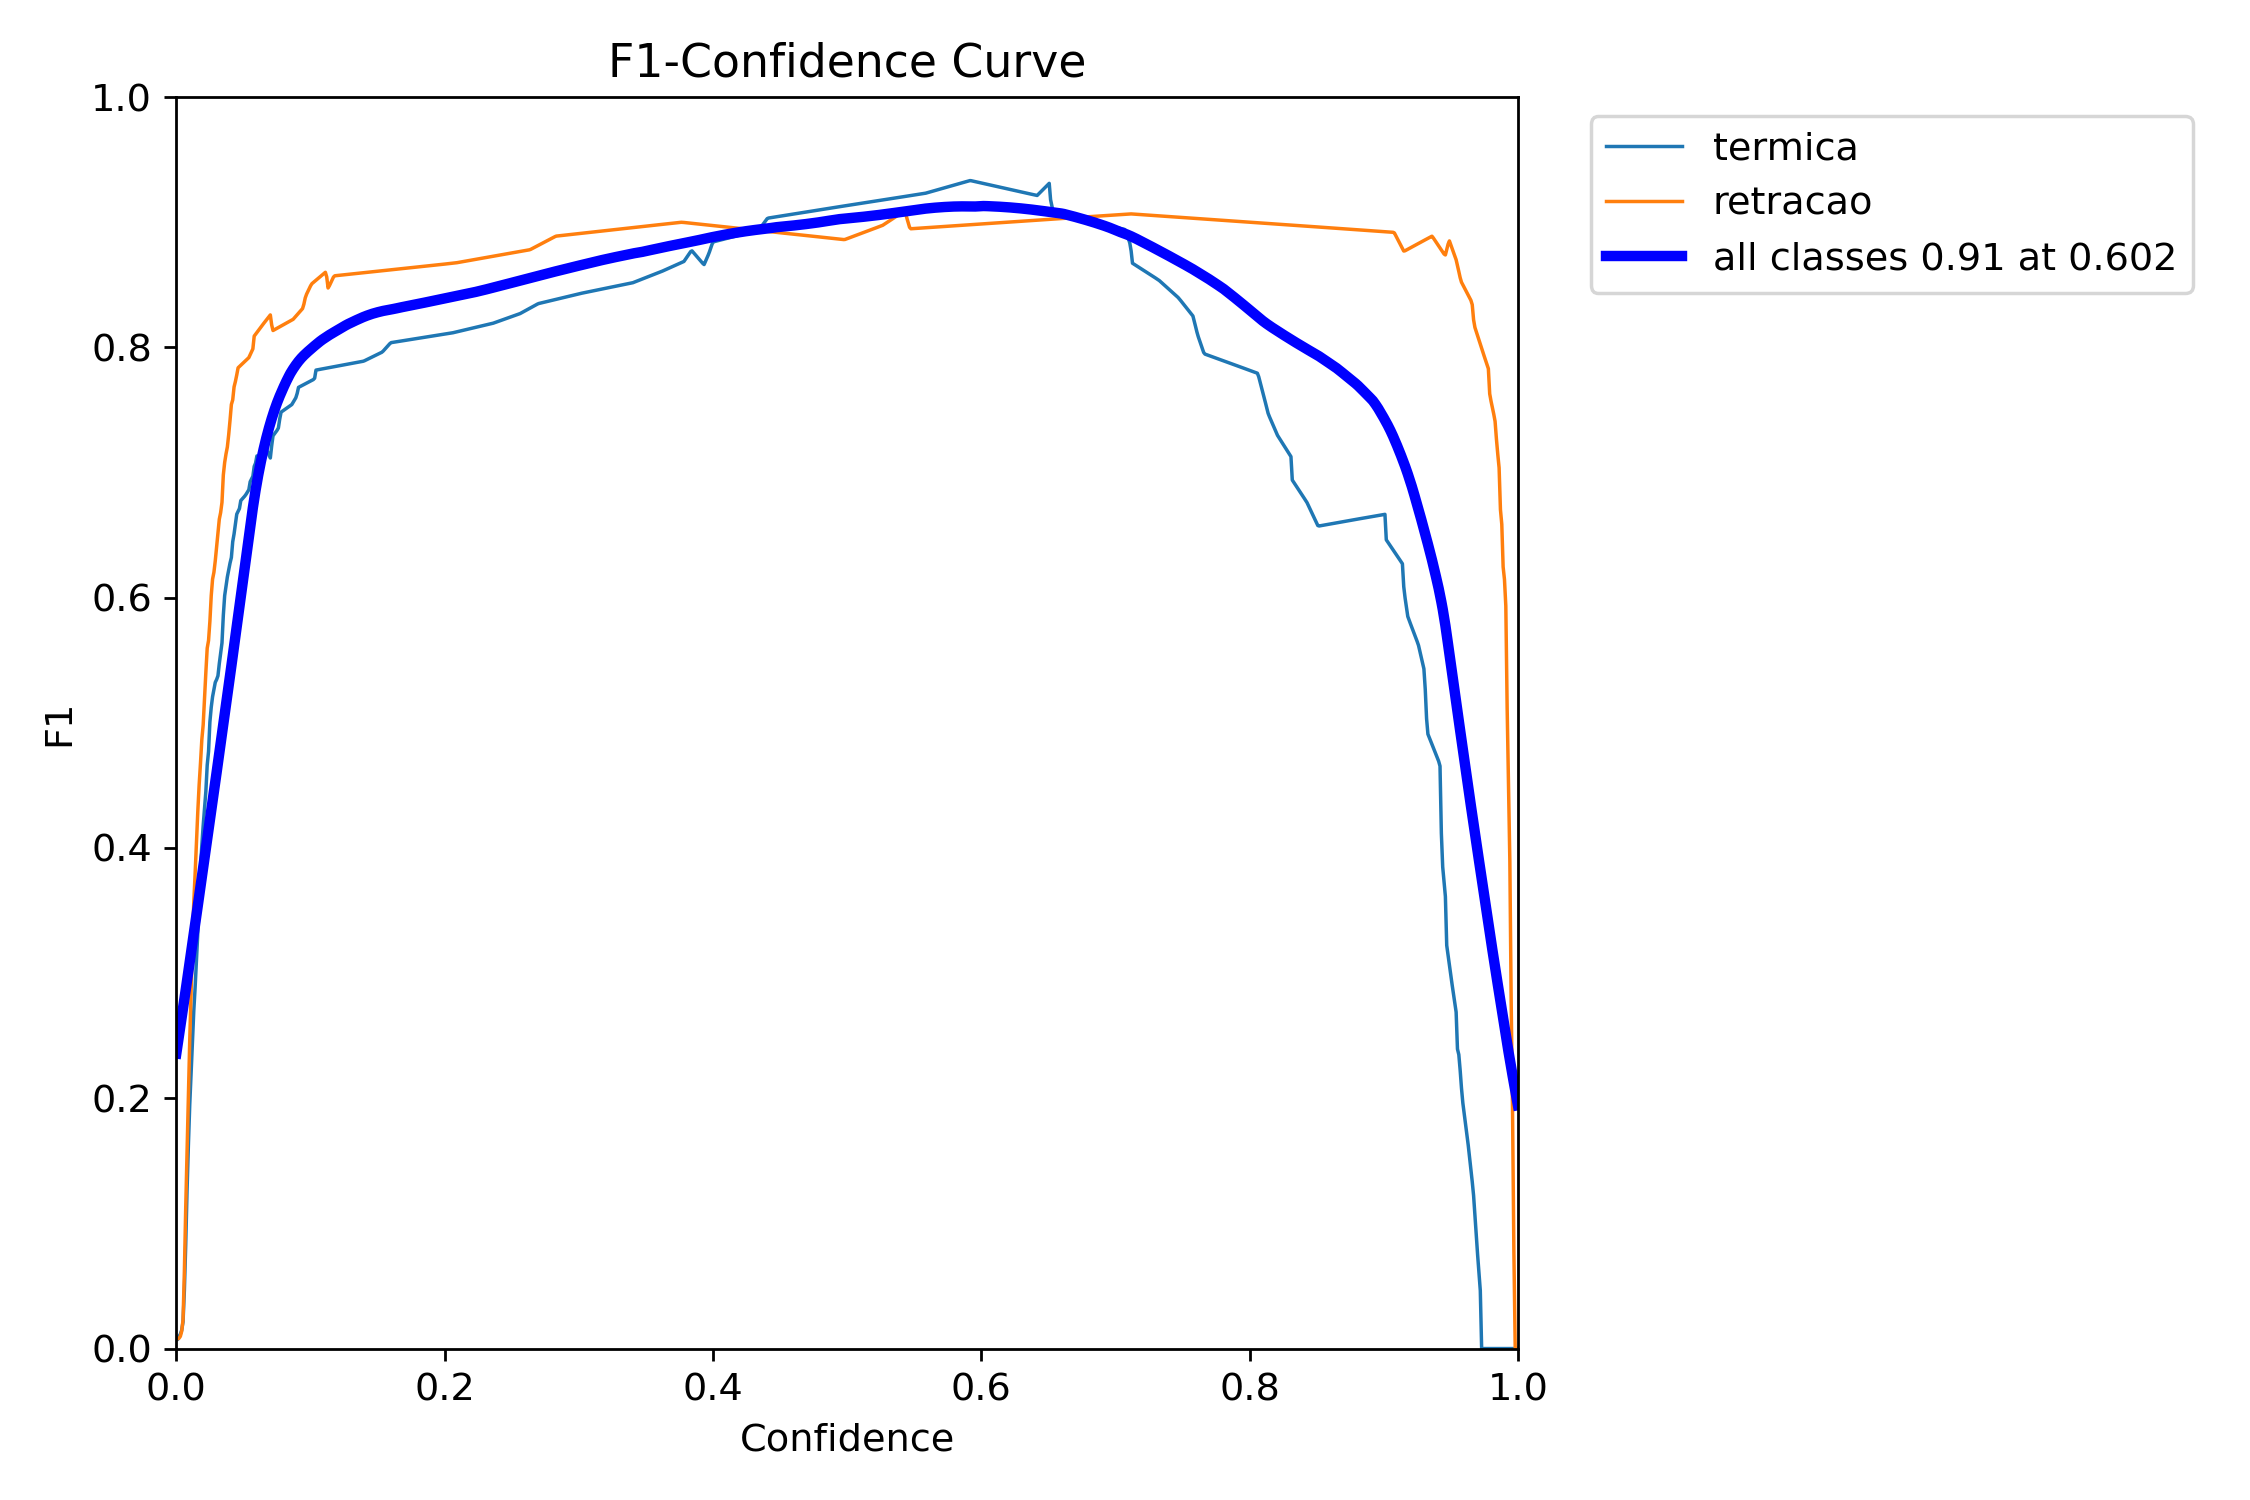 F1-Confidence Curve
1.0
0.8
0.6
0.4
0.2
0.0
F1
0.0 0.2 0.4 0.6 0.8 1.0
Confidence
termica
retracao
all classes 0.91 at 0.602